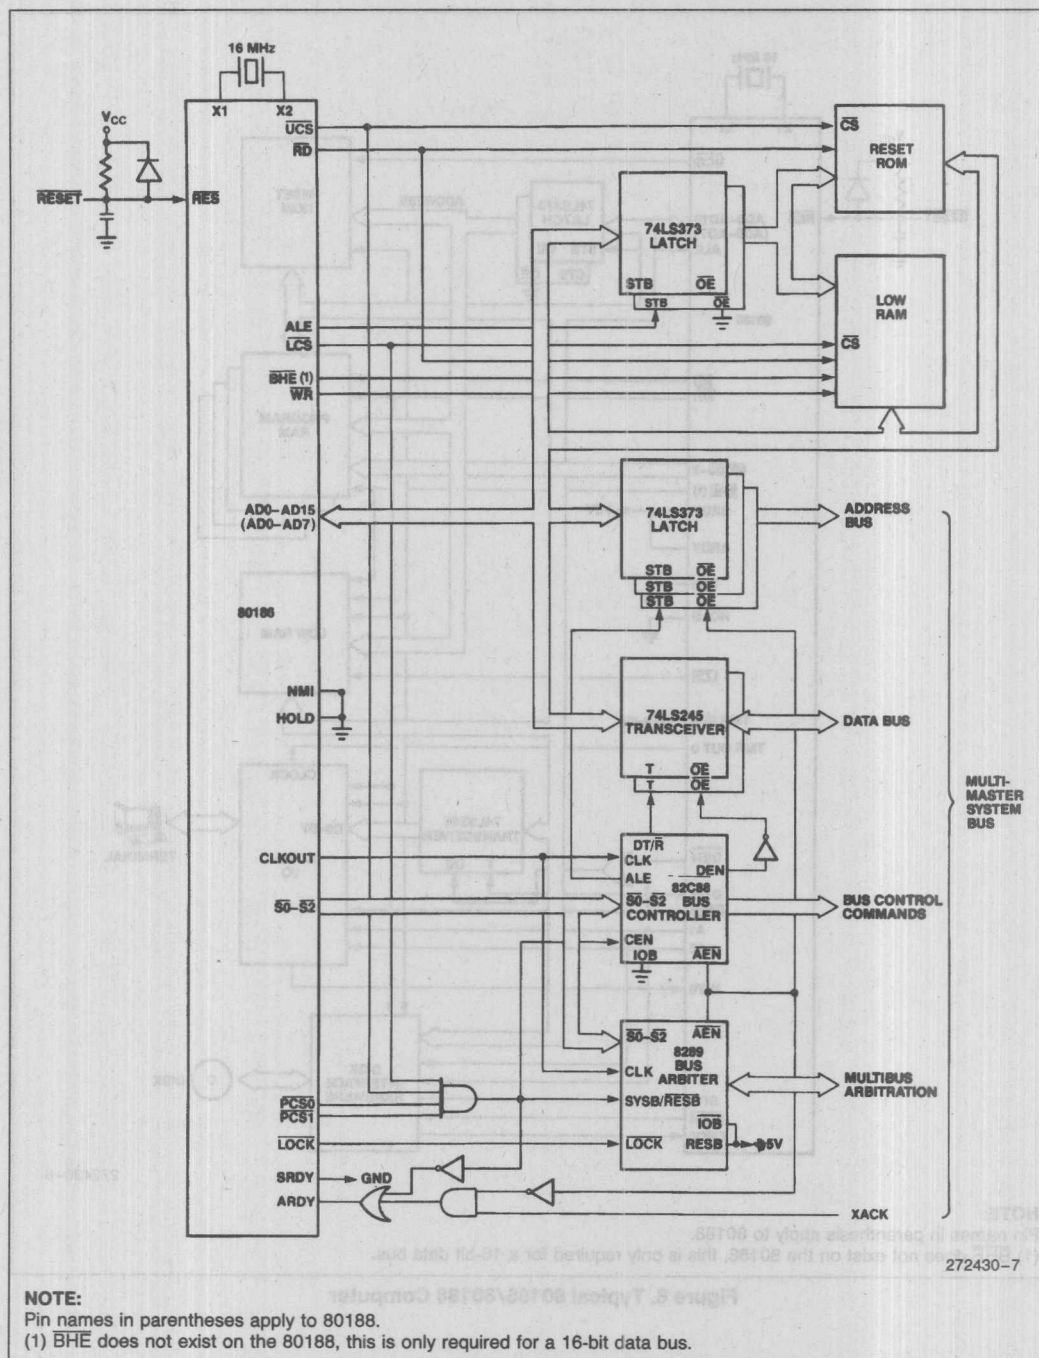 16 MHz
X1 X2
VCC
RESET
RES
UCS
RD
CS
RESET
ROM
74LS373
LATCH
STB OE
STB OE
LOW
RAM
CS
ALE
LCS
BHE (1)
WR
AD0–AD15
(AD0–AD7)
74LS373
LATCH
STB OE
STB OE
STB OE
ADDRESS
BUS
80186
NMI
HOLD
74LS245
TRANSCEIVER
T OE
T OE
DATA BUS
MULTI-
MASTER
SYSTEM
BUS
CLKOUT
S0–S2
DT/R
CLK
ALE
DEN
82C88
S0–S2 BUS
CONTROLLER
CEN
IOB
AEN
BUS CONTROL
COMMANDS
S0–S2
AEN
8289
BUS
ARBITER
CLK
SYSB/RESB
IOB
RESB
LOCK
5V
MULTIBUS
ARBITRATION
PCS0
PCS1
LOCK
SRDY
GND
ARDY
XACK
272430–7
NOTE:
Pin names in parentheses apply to 80188.
(1) BHE does not exist on the 80188, this is only required for a 16-bit data bus.